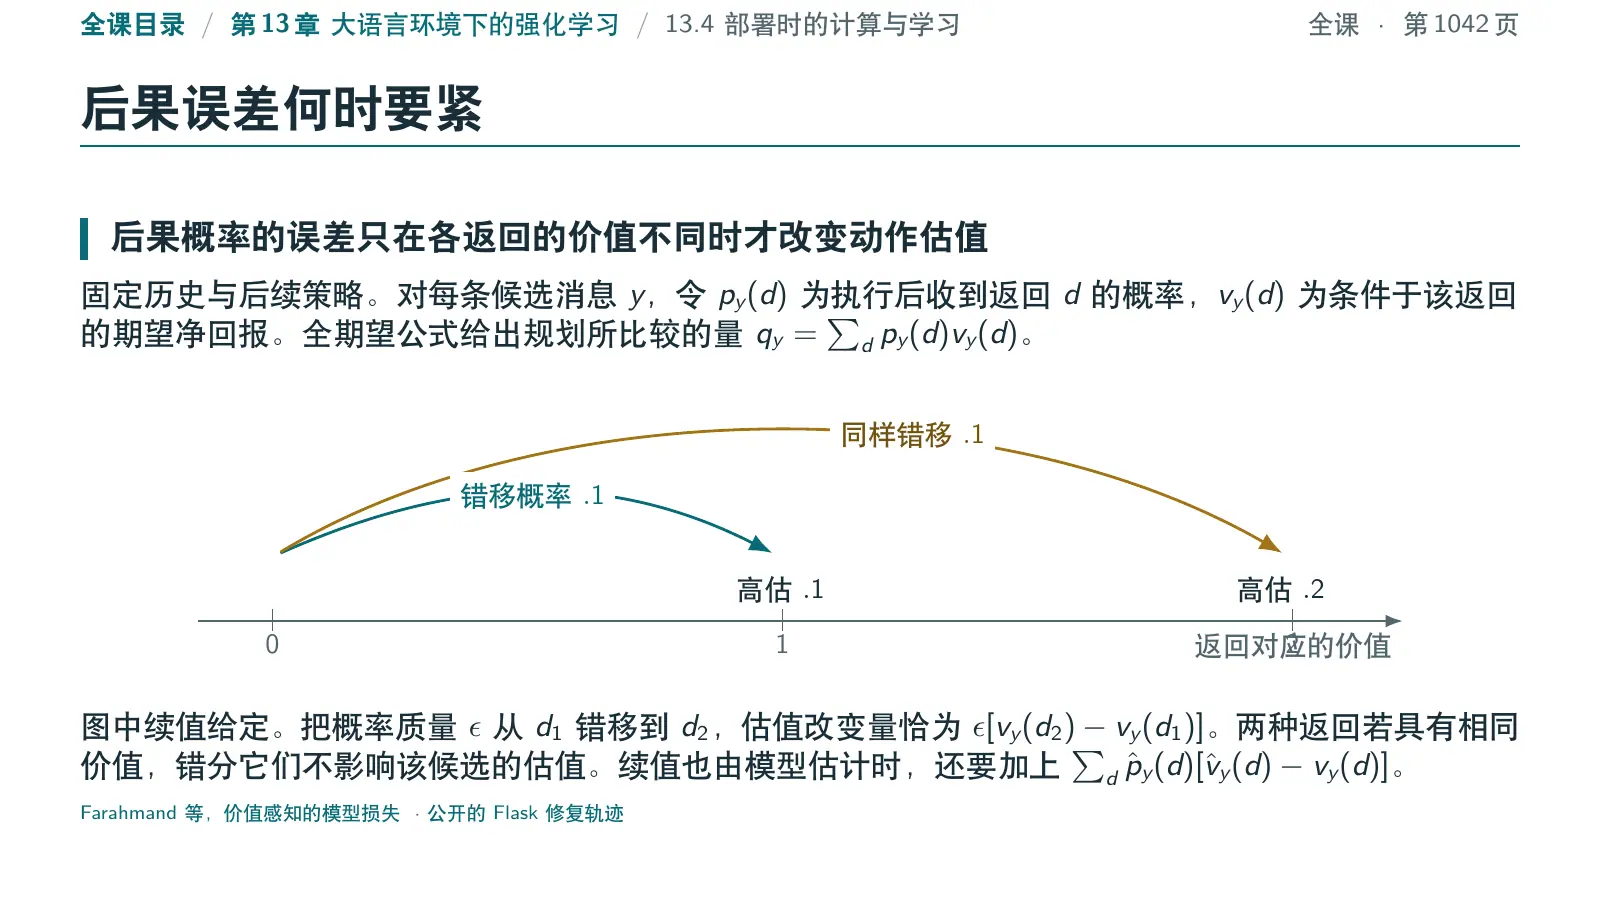 全课目录 / 第 13 章 大语言环境下的强化学习 / 13.4 部署时的计算与学习
全课 · 第 1042 页
后果误差何时要紧
后果概率的误差只在各返回的价值不同时才改变动作估值
固定历史与后续策略。对每条候选消息 y，令 p_y(d) 为执行后收到返回 d 的概率，v_y(d) 为条件于该返回
的期望净回报。全期望公式给出规划所比较的量 q_y = ∑_d p_y(d)v_y(d)。
同样错移 .1
错移概率 .1
高估 .1
高估 .2
0
1
2
返回对应的价值
图中续值给定。把概率质量 ϵ 从 d_1 错移到 d_2，估值改变量恰为 ϵ[v_y(d_2) − v_y(d_1)]。两种返回若具有相同
价值，错分它们不影响该候选的估值。续值也由模型估计时，还要加上 ∑_d p̂_y(d)[v̂_y(d) − v_y(d)]。
Farahmand 等，价值感知的模型损失 · 公开的 Flask 修复轨迹